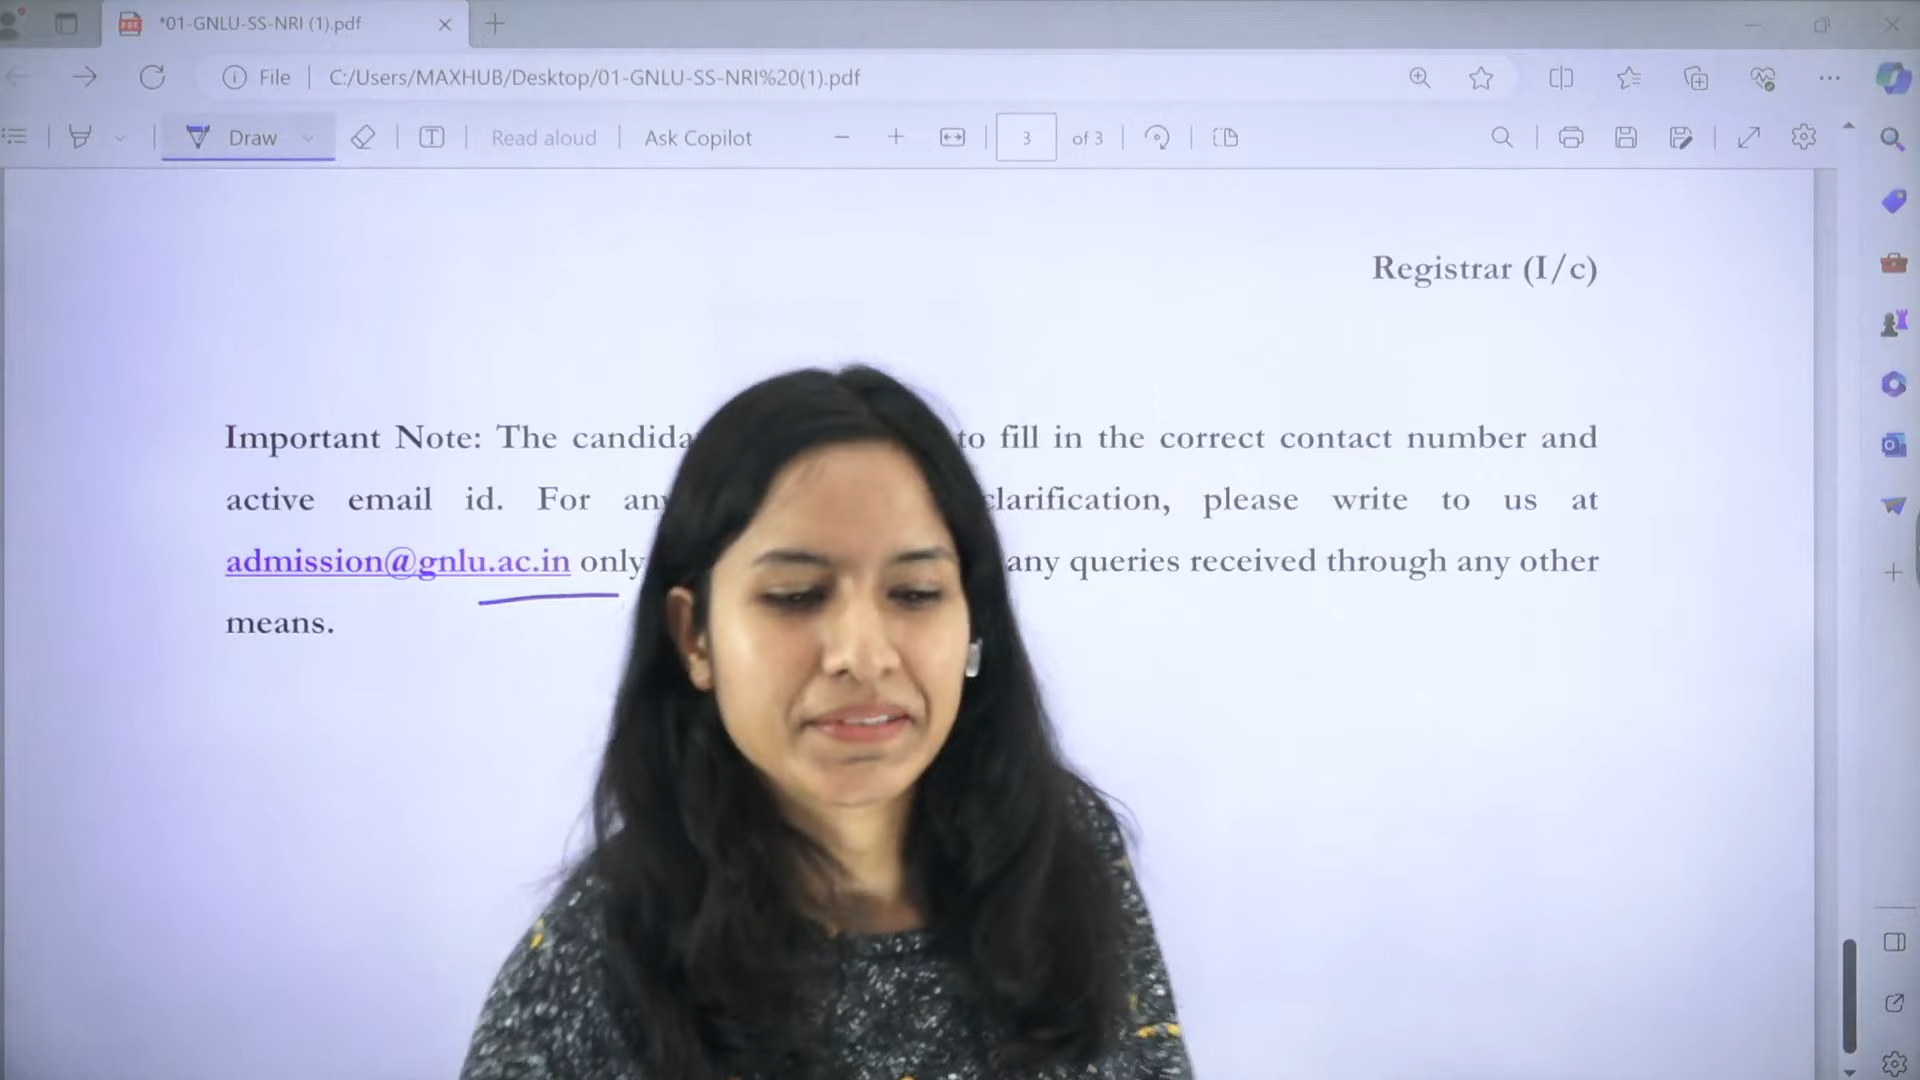 *01-GNLU-SS-NRI (1).pdf
File C:/Users/MAXHUB/Desktop/01-GNLU-SS-NRI%20(1).pdf
Draw Read aloud Ask Copilot 3 of 3
Registrar (I/c)
Important Note: The to fill in the correct contact number and
active email id. For clarification, please write to us at
admission@gnlu.ac.in only any queries received through any other
means.